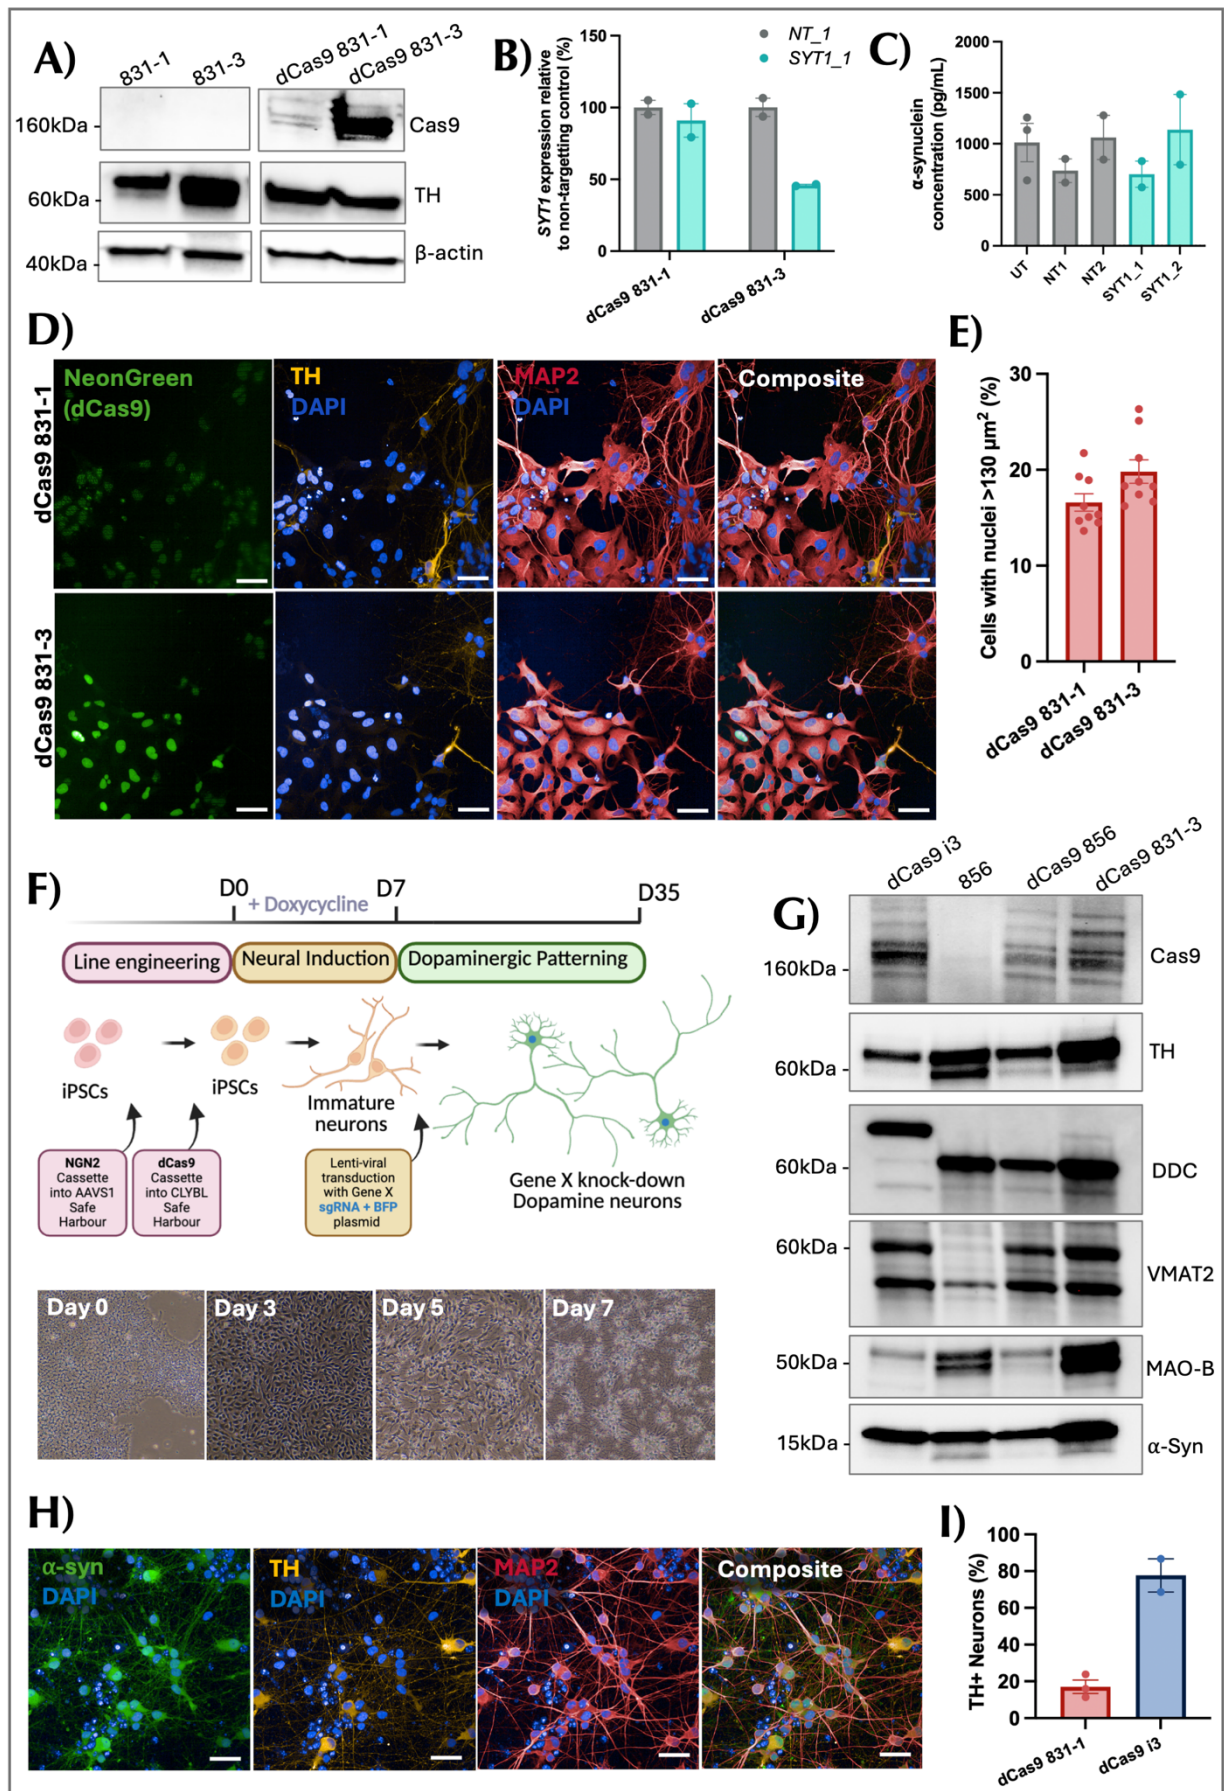 A)
831-1
831-3
dCas9 831-1
dCas9 831-3
160kDa
Cas9
60kDa
TH
40kDa
β-actin
B)
SYT1 expression relative
to non-targetting control (%)
150
100
50
0
NT_1
SYT1_1
dCas9 831-1
dCas9 831-3
C)
α-synuclein
concentration (pg/mL)
2000
1500
1000
500
0
UT
NT1
NT2
SYT1_1
SYT1_2
D)
dCas9 831-1
NeonGreen
(dCas9)
TH
DAPI
MAP2
DAPI
Composite
dCas9 831-3
E)
Cells with nuclei >130 μm² (%)
30
20
10
0
dCas9 831-1
dCas9 831-3
F)
D0
+ Doxycycline
D7
D35
Line engineering
Neural Induction
Dopaminergic Patterning
iPSCs
iPSCs
Immature
neurons
Gene X knock-down
Dopamine neurons
NGN2
Cassette
into AAVS1
Safe
Harbour
dCas9
Cassette
into CLYBL
Safe
Harbour
Lenti-viral
transduction
with Gene X
sgRNA + BFP
plasmid
Day 0
Day 3
Day 5
Day 7
G)
dCas9 i3
856
dCas9 856
dCas9 831-3
160kDa
Cas9
60kDa
TH
60kDa
DDC
60kDa
VMAT2
50kDa
MAO-B
15kDa
α-Syn
H)
α-syn
DAPI
TH
DAPI
MAP2
DAPI
Composite
I)
TH+ Neurons (%)
100
80
60
40
20
0
dCas9 831-1
dCas9 i3